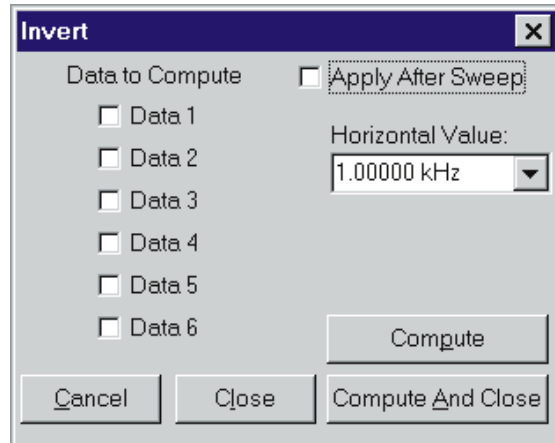 Invert
Data to Compute
Apply After Sweep
Data 1
Data 2
Data 3
Data 4
Data 5
Data 6
Horizontal Value:
1.00000 kHz
Compute
Cancel
Close
Compute And Close